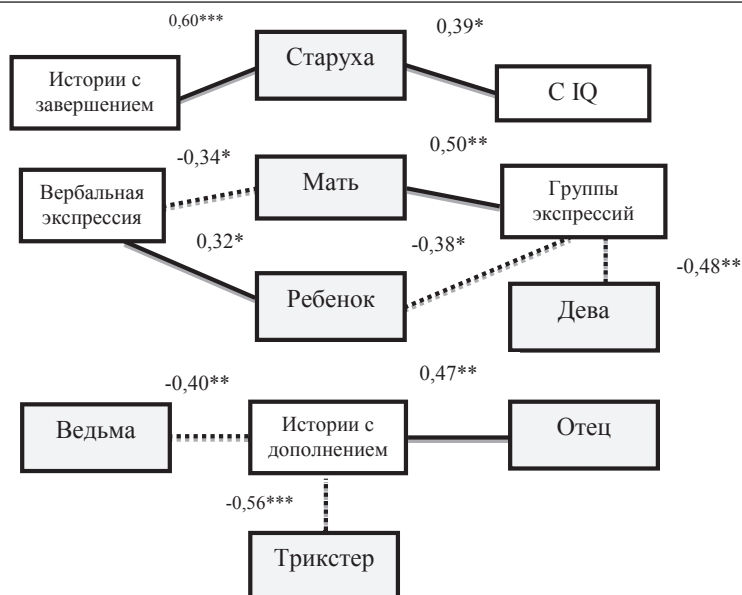 0,60***
0,39*
Старуха
Истории с
завершением
С IQ
-0,34*
0,50**
Вербальная
экспрессия
Мать
Группы
экспрессий
0,32*
-0,38*
-0,48**
Ребенок
Дева
-0,40**
0,47**
Ведьма
Истории с
дополнением
Отец
-0,56***
Трикстер